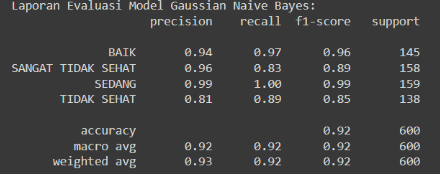 Laporan Evaluasi Model Gaussian Naive Bayes:
precision recall f1-score support
BAIK 0.94 0.97 0.96 145
SANGAT TIDAK SEHAT 0.96 0.83 0.89 158
SEDANG 0.99 1.00 0.99 159
TIDAK SEHAT 0.81 0.89 0.85 138
accuracy 0.92 600
macro avg 0.92 0.92 0.92 600
weighted avg 0.93 0.92 0.92 600